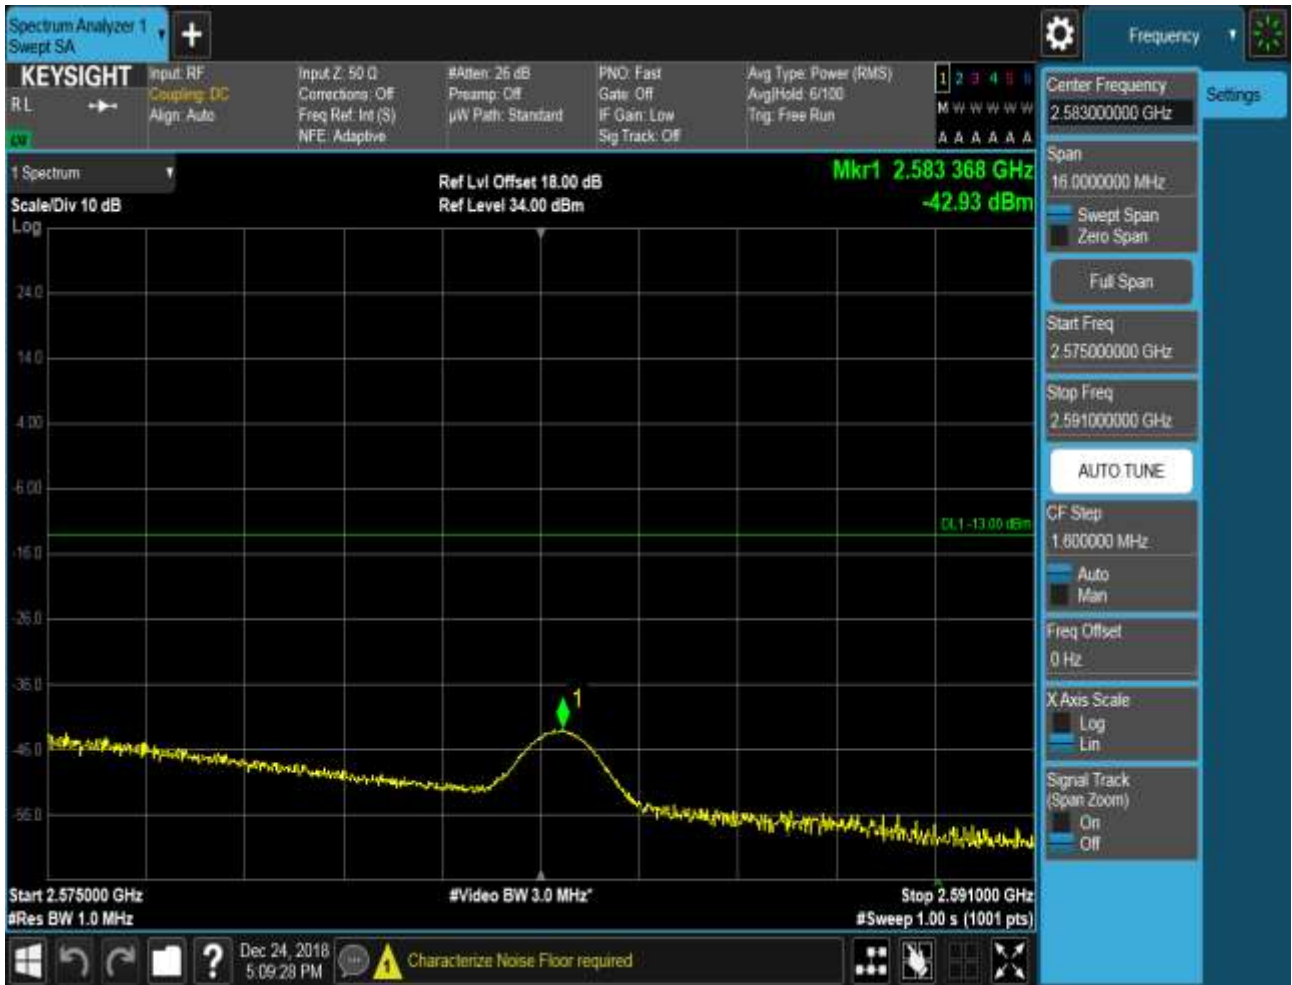 Spectrum Analyzer 1
Swept SA
+
Frequency
KEYSIGHT
Input: RF
Input Z: 50 Ω
#Atten: 26 dB
PNO: Fast
Avg Type: Power (RMS)
1 2 3 4 5 6
Center Frequency
Settings
R L
Coupling: DC
Corrections: Off
Preamp: Off
Gate: Off
Avg|Hold: 6/100
2.583000000 GHz
Align: Auto
Freq Ref: Int (S)
µW Path: Standard
IF Gain: Low
Trig: Free Run
M W W W W W
NFE: Adaptive
Sig Track: Off
A A A A A A
1 Spectrum
Ref Lvl Offset 18.00 dB
Mkr1 2.583 368 GHz
Scale/Div 10 dB
Ref Level 34.00 dBm
-42.93 dBm
Log
24.0
14.0
4.00
-6.00
DL1 -13.00 dBm
-16.0
-26.0
-36.0
1
-46.0
-56.0
Start 2.575000 GHz
#Video BW 3.0 MHz*
Stop 2.591000 GHz
#Res BW 1.0 MHz
#Sweep 1.00 s (1001 pts)
Span
16.0000000 MHz
Swept Span
Zero Span
Full Span
Start Freq
2.575000000 GHz
Stop Freq
2.591000000 GHz
AUTO TUNE
CF Step
1.600000 MHz
Auto
Man
Freq Offset
0 Hz
X Axis Scale
Log
Lin
Signal Track
(Span Zoom)
On
Off
?
Dec 24, 2018
5:09:28 PM
1
Characterize Noise Floor required